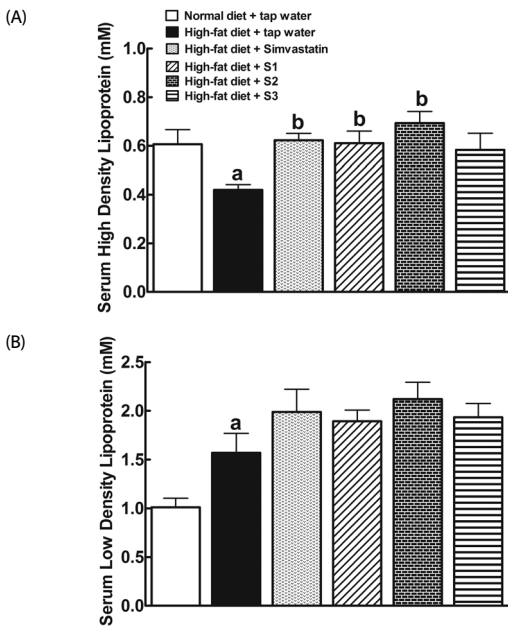 (A)
Normal diet + tap water
High-fat diet + tap water
High-fat diet + Simvastatin
High-fat diet + S1
High-fat diet + S2
High-fat diet + S3
Serum High Density Lipoprotein (mM)
1.0
0.8
0.6
0.4
0.2
0.0
a
b
b
b
(B)
Serum Low Density Lipoprotein (mM)
2.5
2.0
1.5
1.0
0.5
0.0
a